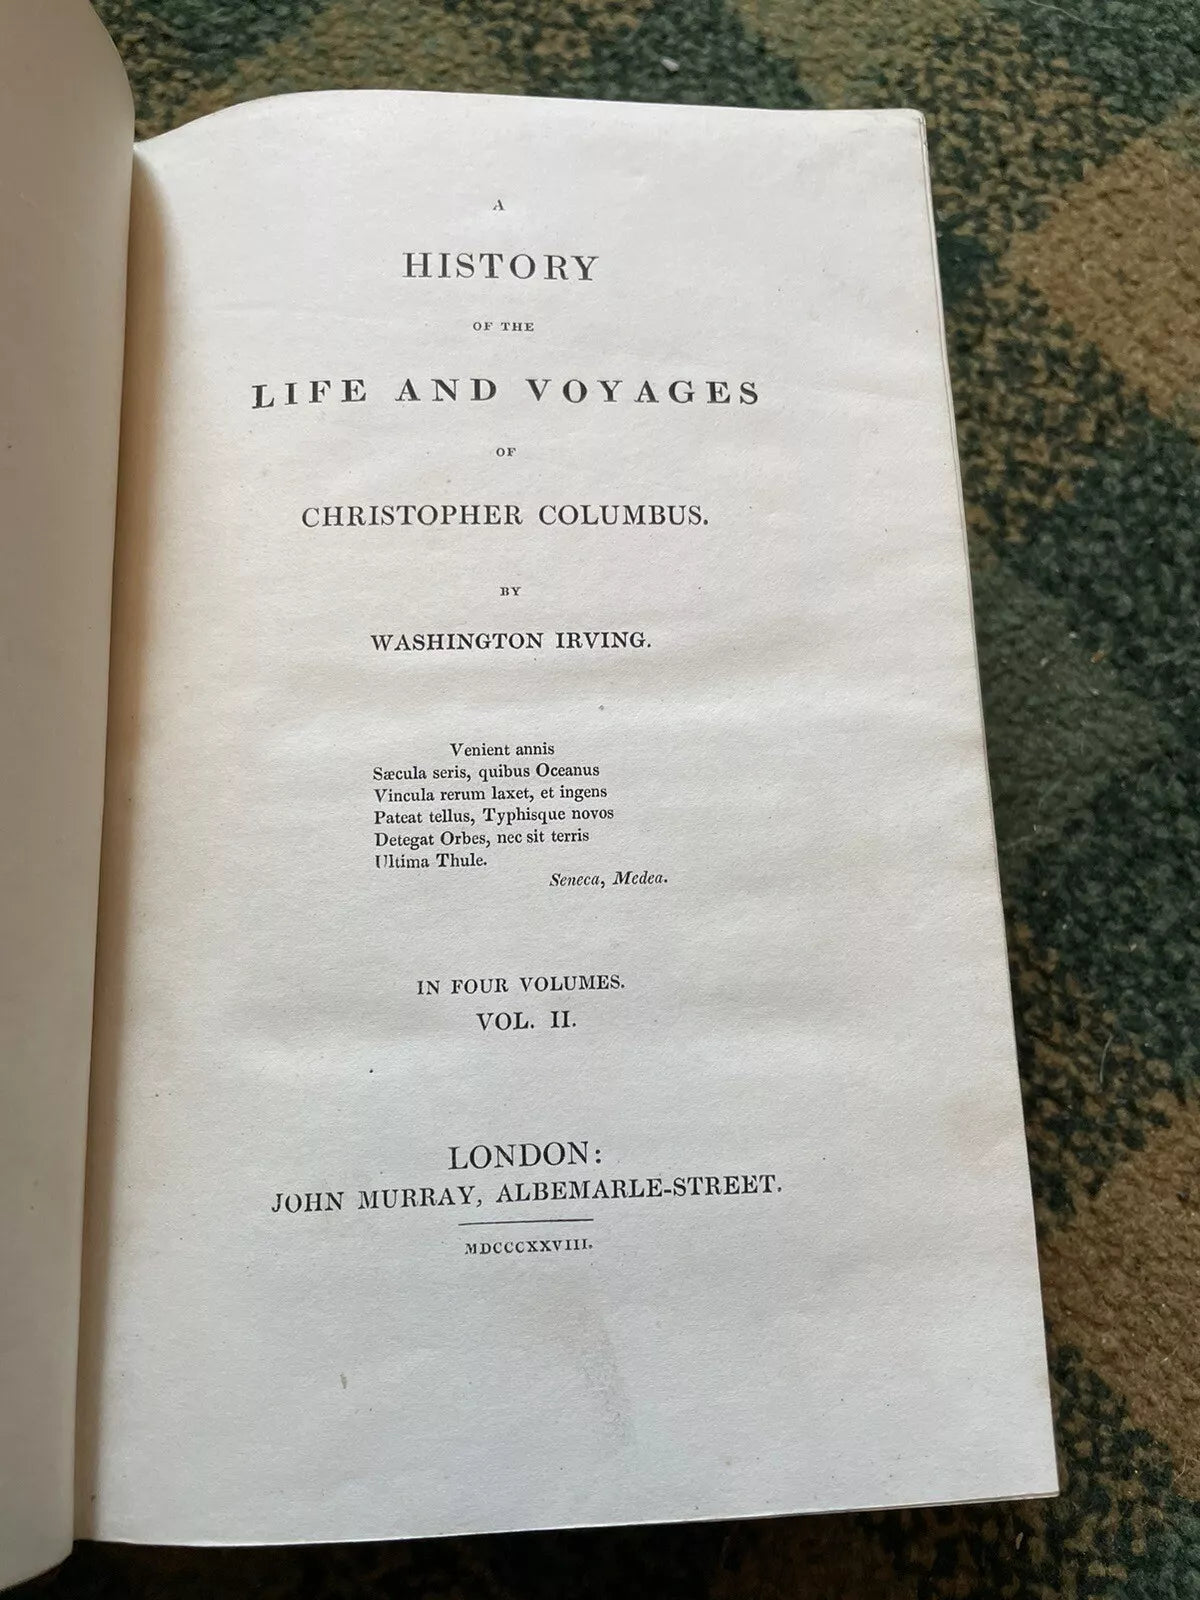 A
HISTORY
OF THE
LIFE AND VOYAGES
OF
CHRISTOPHER COLUMBUS.
BY
WASHINGTON IRVING.
Venient annis
Sæcula seris, quibus Oceanus
Vincula rerum laxet, et ingens
Pateat tellus, Typhisque novos
Detegat Orbes, nec sit terris
Ultima Thule.
Seneca, Medea.
IN FOUR VOLUMES.
VOL. II.
LONDON:
JOHN MURRAY, ALBEMARLE-STREET.
MDCCCXXVIII.